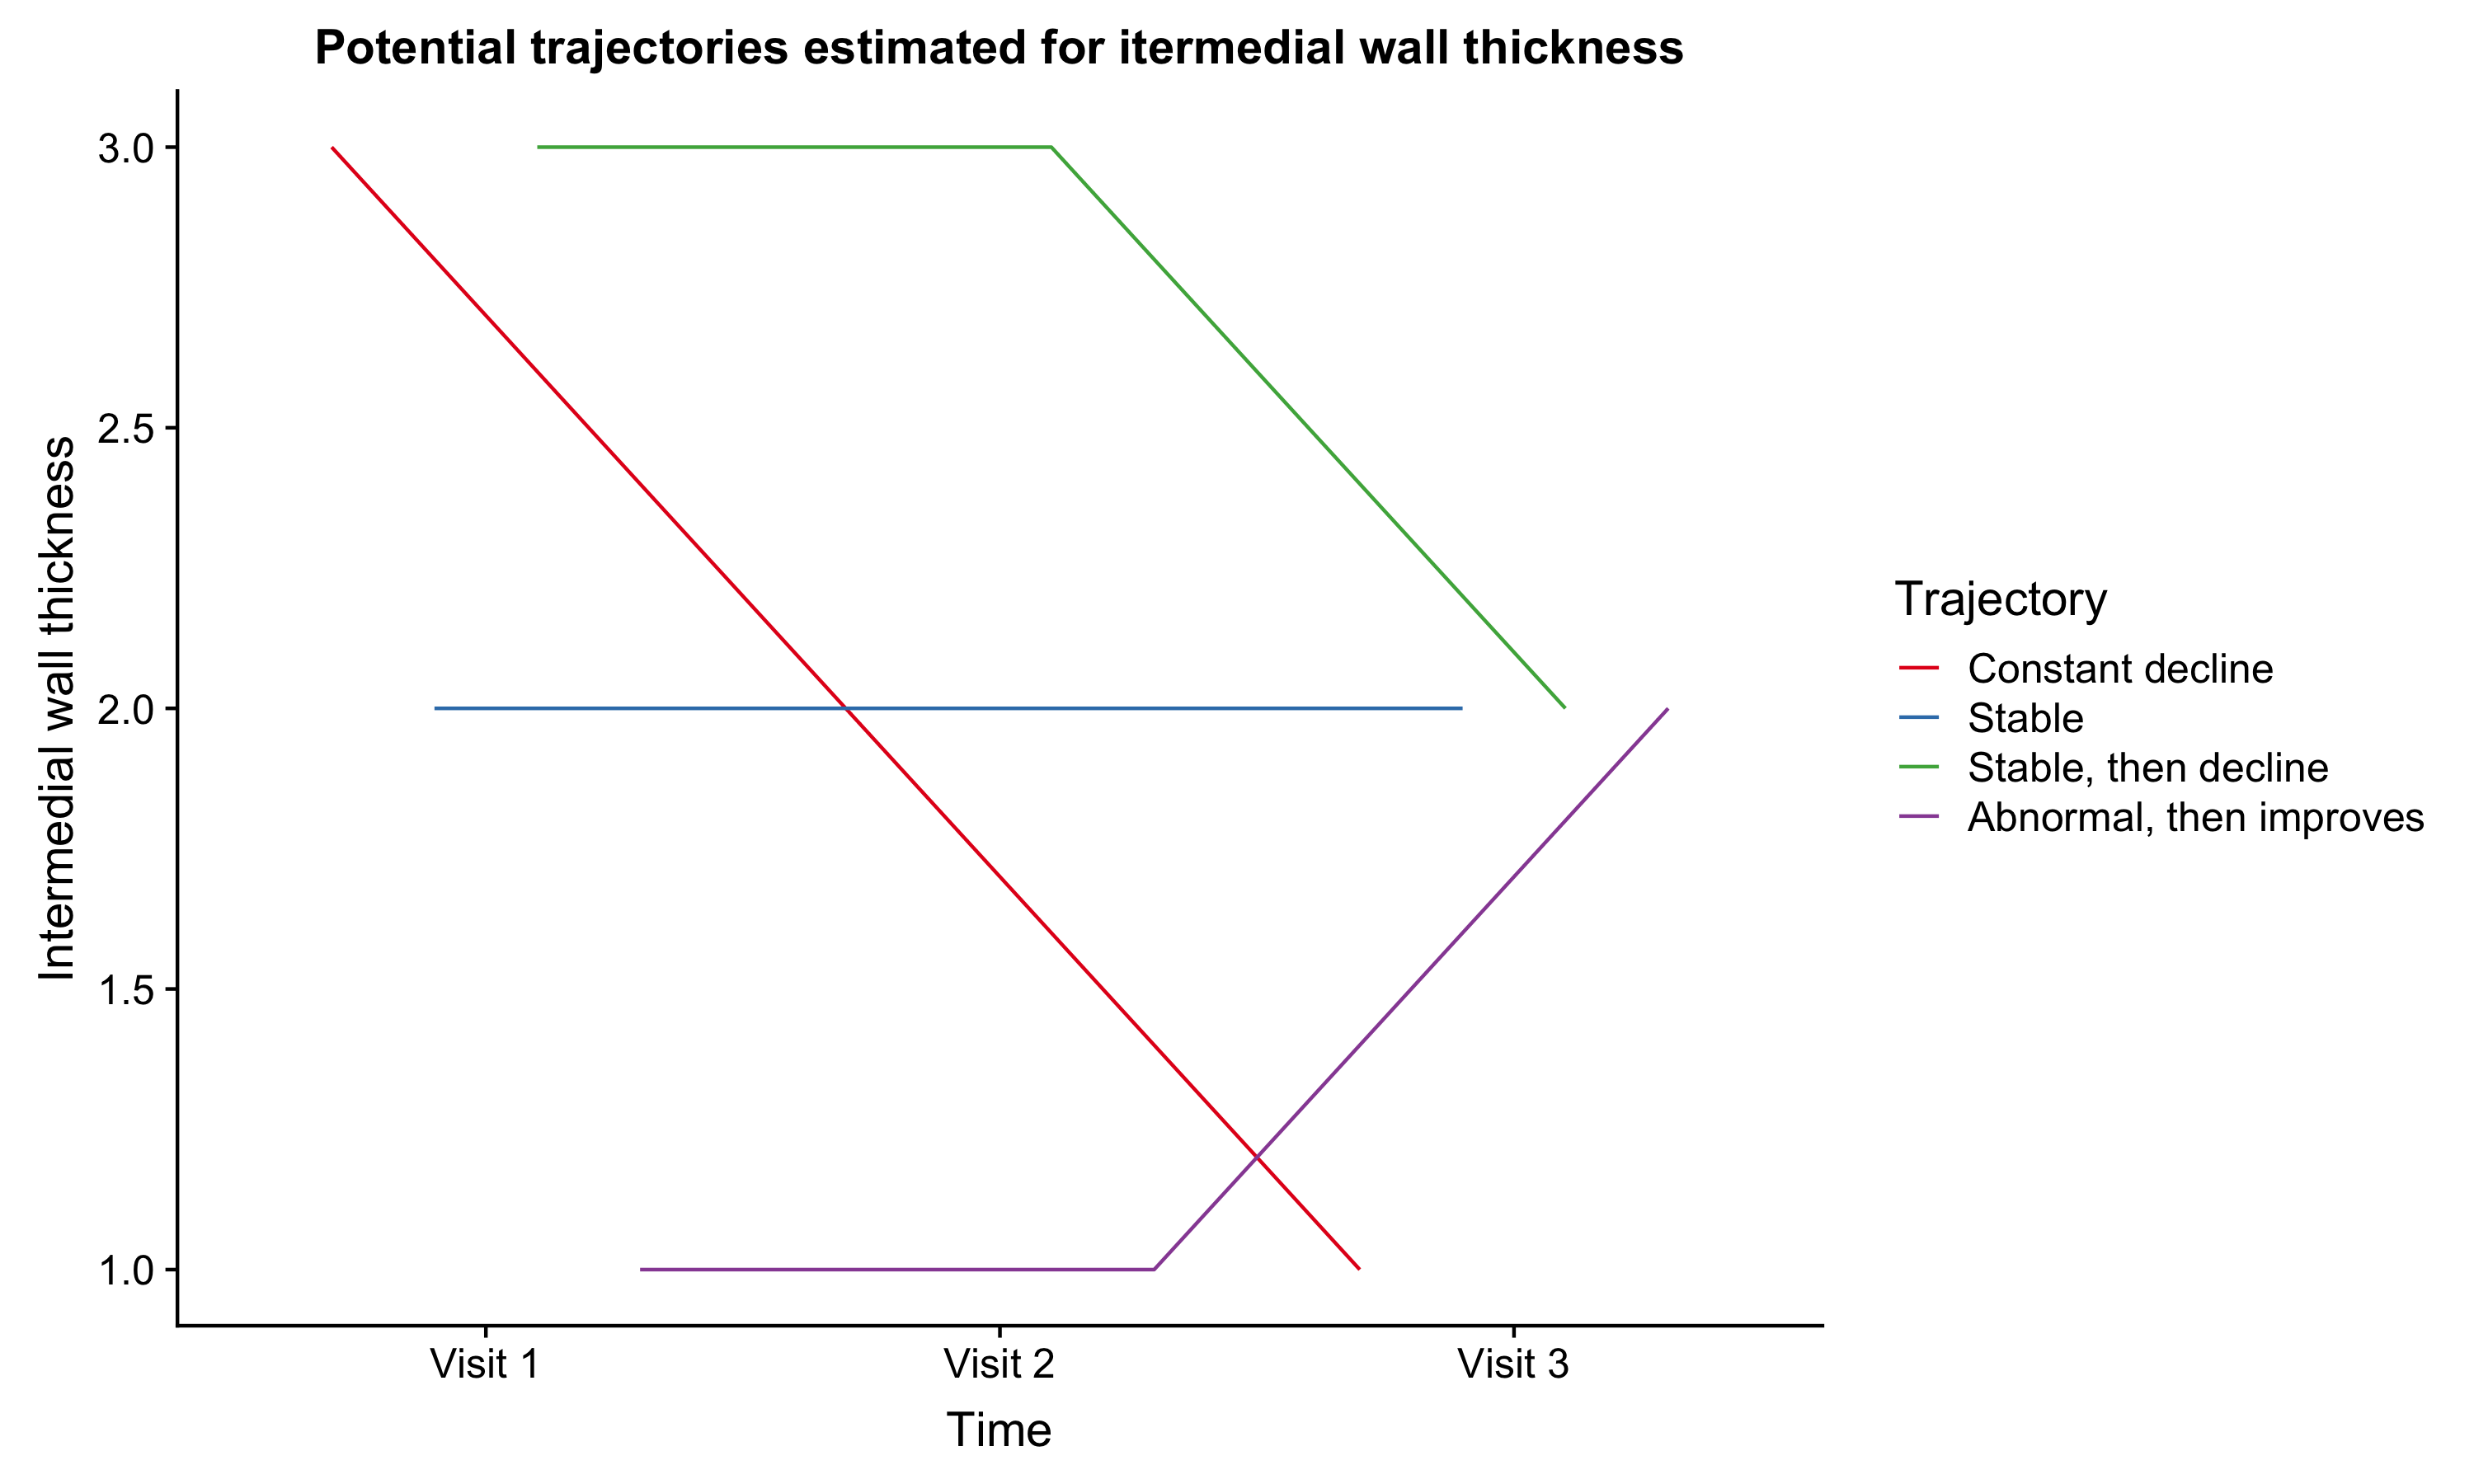 Potential trajectories estimated for itermedial wall thickness
Intermedial wall thickness
3.0
2.5
2.0
1.5
1.0
Visit 1
Visit 2
Visit 3
Time
Trajectory
Constant decline
Stable
Stable, then decline
Abnormal, then improves